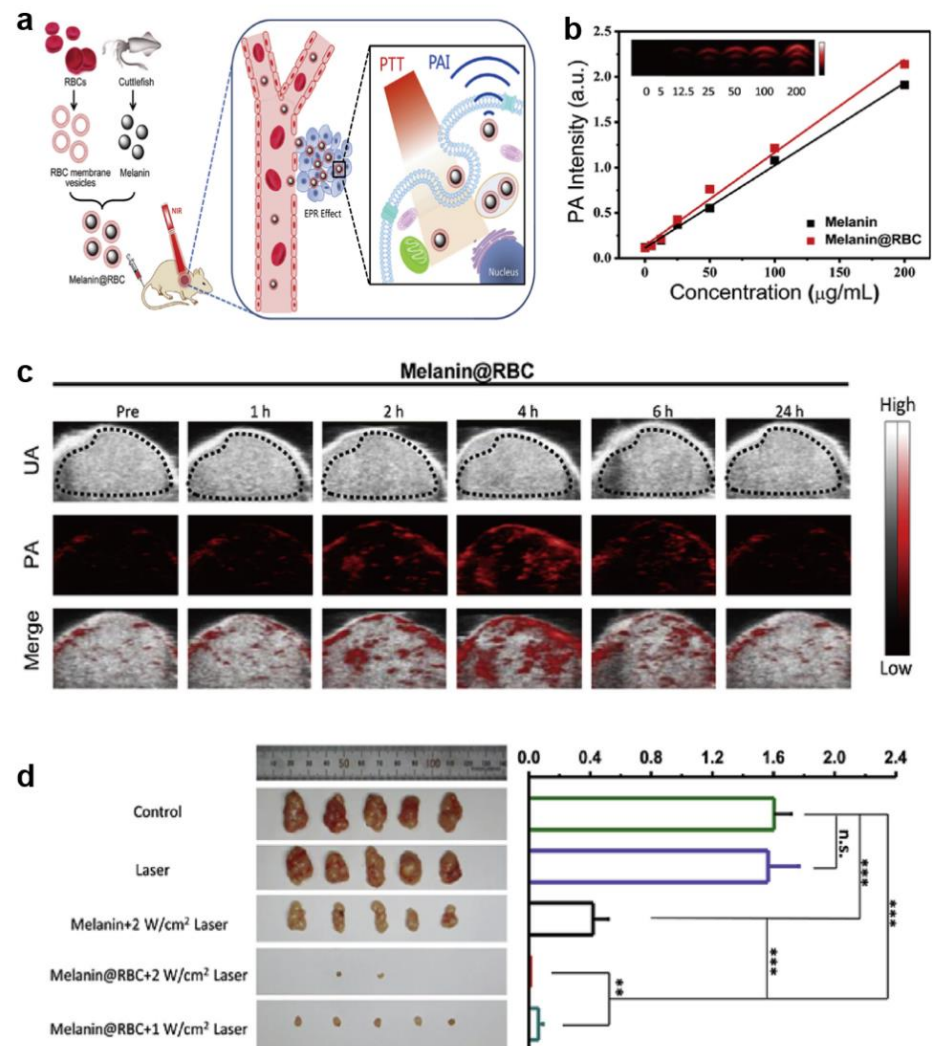 a
RBCs
Cuttlefish
RBC membrane
vesicles
Melanin
Melanin@RBC
NIR
EPR Effect
PTT
PAI
Nucleus
b
2.5
2.0
1.5
1.0
0.5
0.0
PA Intensity (a.u.)
0 5 12.5 25 50 100 200
Melanin
Melanin@RBC
0 50 100 150 200
Concentration (μg/mL)
c
Melanin@RBC
Pre 1 h 2 h 4 h 6 h 24 h
UA
PA
Merge
High
Low
d
50 100
Control
Laser
Melanin+2 W/cm² Laser
Melanin@RBC+2 W/cm² Laser
Melanin@RBC+1 W/cm² Laser
0.0 0.4 0.8 1.2 1.6 2.0 2.4
n.s.
***
***
***
**